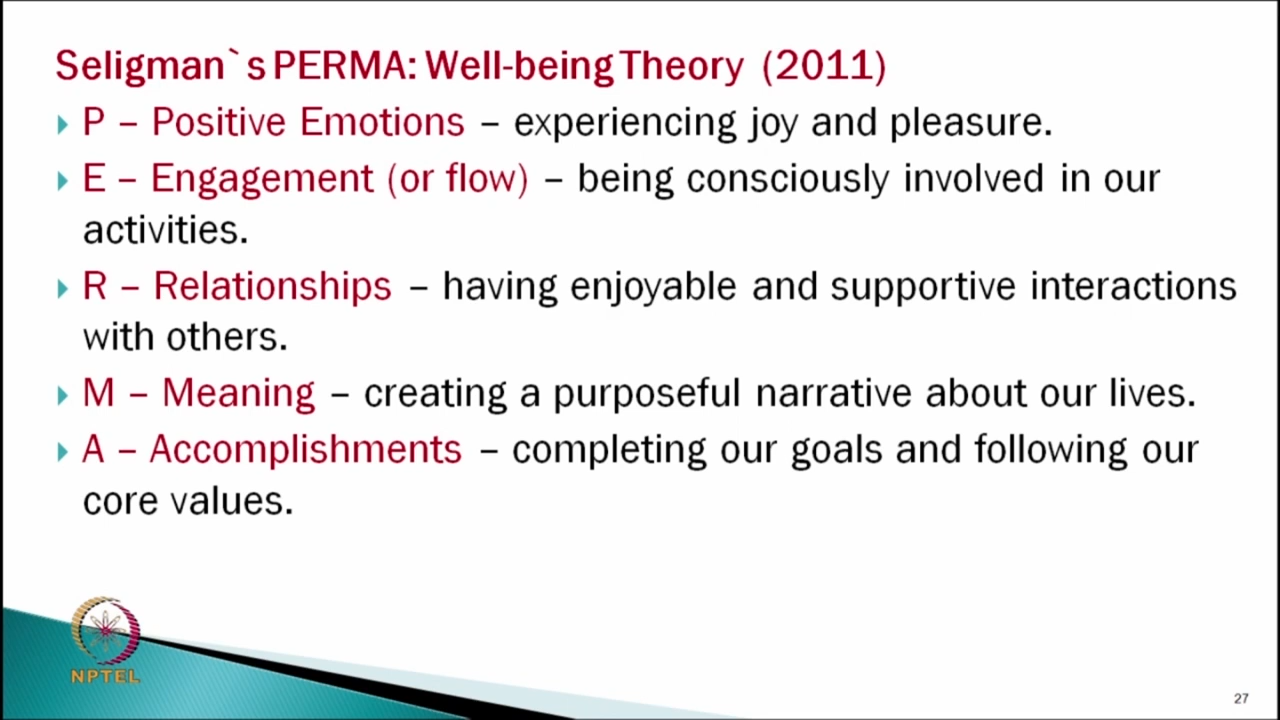 Seligman`s PERMA: Well-being Theory (2011)
P – Positive Emotions – experiencing joy and pleasure.
E – Engagement (or flow) – being consciously involved in our
activities.
R – Relationships – having enjoyable and supportive interactions
with others.
M – Meaning – creating a purposeful narrative about our lives.
A – Accomplishments – completing our goals and following our
core values.
NPTEL
27